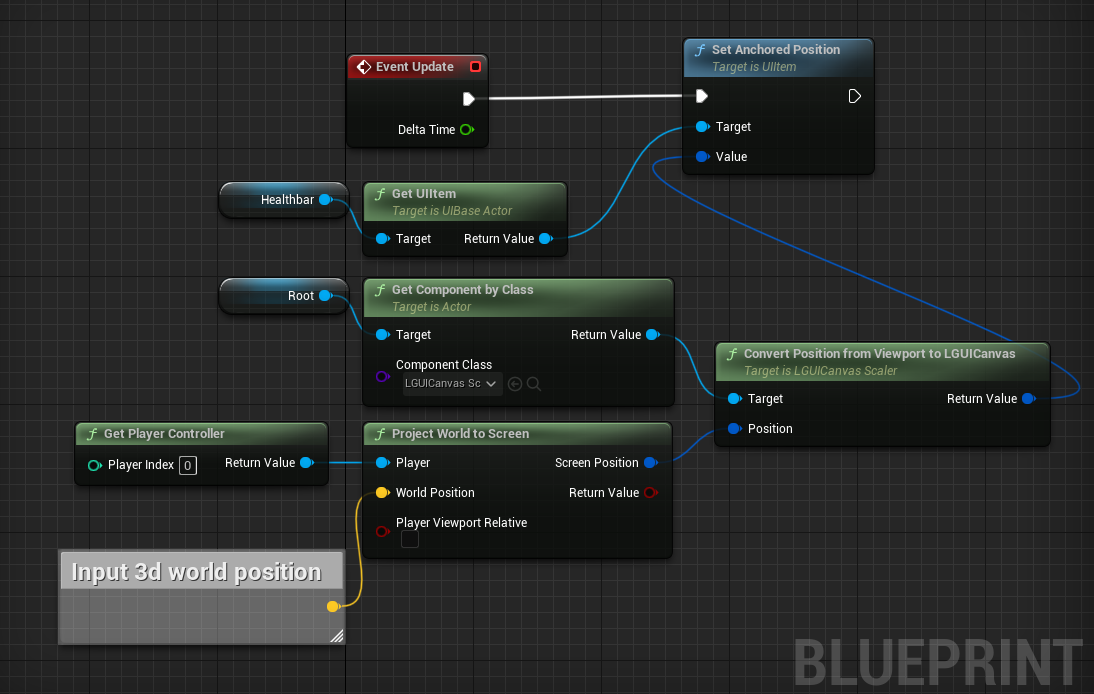 Event Update
Delta Time
Set Anchored Position
Target is UIItem
Target
Value
Healthbar
Get UIItem
Target is UIBase Actor
Target
Return Value
Root
Get Component by Class
Target is Actor
Target
Return Value
Component Class
LGUICanvas Sc
Convert Position from Viewport to LGUICanvas
Target is LGUICanvas Scaler
Target
Return Value
Position
Get Player Controller
Player Index 0
Return Value
Project World to Screen
Player
Screen Position
World Position
Return Value
Player Viewport Relative
Input 3d world position
BLUEPRINT